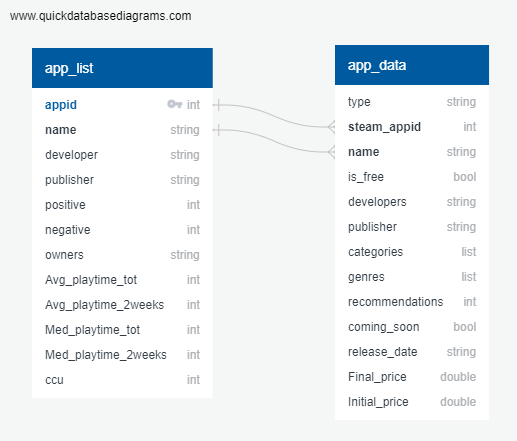 www.quickdatabasediagrams.com
app_list
appid int
name string
developer string
publisher string
positive int
negative int
owners string
Avg_playtime_tot int
Avg_playtime_2weeks int
Med_playtime_tot int
Med_playtime_2weeks int
ccu int
app_data
type string
steam_appid int
name string
is_free bool
developers string
publisher string
categories list
genres list
recommendations int
coming_soon bool
release_date string
Final_price double
Initial_price double